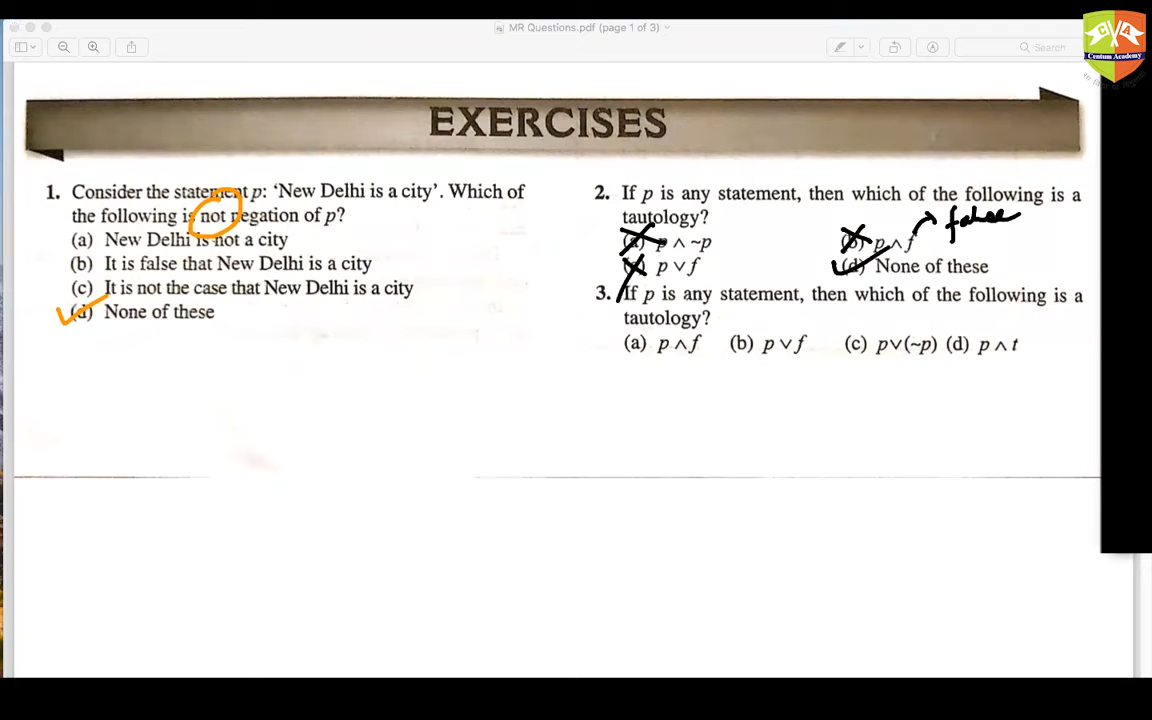 MR Questions.pdf (page 1 of 3)
Search
Centum Academy
EXERCISES
1. Consider the statement p: ‘New Delhi is a city’. Which of
the following is not negation of p?
(a) New Delhi is not a city
(b) It is false that New Delhi is a city
(c) It is not the case that New Delhi is a city
(d) None of these
2. If p is any statement, then which of the following is a
tautology?
false
(a) p ∧ ~p (b) p ∧ f
(c) p ∨ f (d) None of these
3. If p is any statement, then which of the following is a
tautology?
(a) p ∧ f (b) p ∨ f (c) p∨(~p) (d) p ∧ t